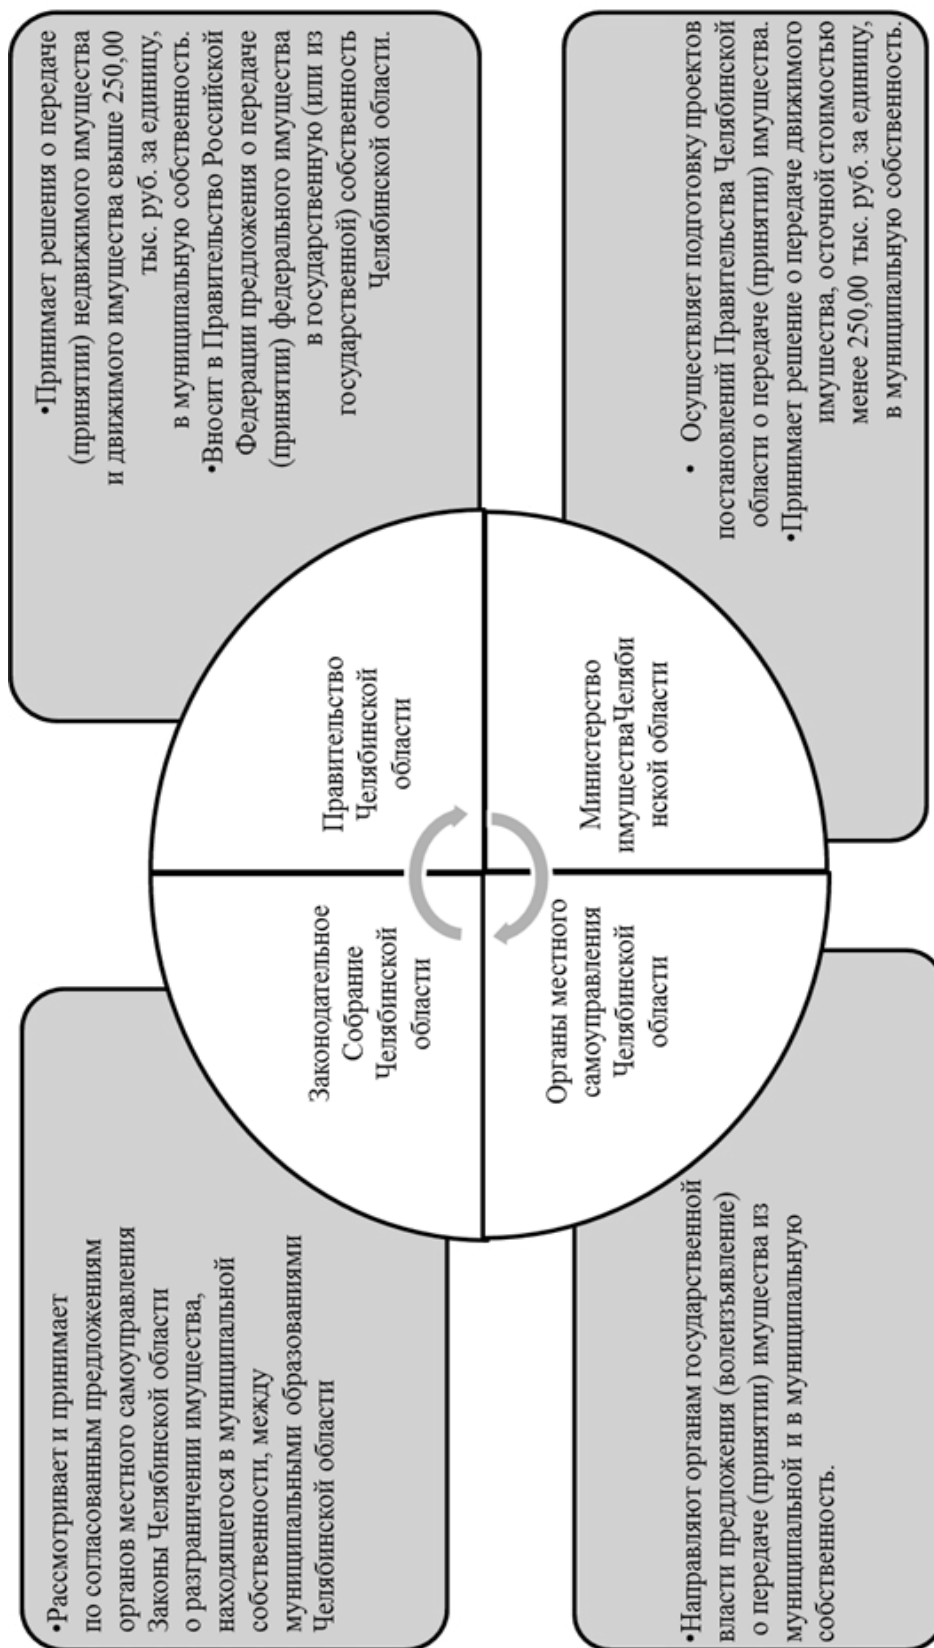 •Рассмотривает и принимает
по согласованным предложениям
органов местного самоуправления
Законы Челябинской области
о разграничении имущества,
находящегося в муниципальной
собственности, между
муниципальными образованиями
Челябинской области
•Принимает решения о передаче
(принятии) недвижимого имущества
и движимого имущества свыше 250,00
тыс. руб. за единицу,
в муниципальную собственность.
•Вносит в Правительство Российской
Федерации предложения о передаче
(принятии) федерального имущества
в государственную (или из
государственной) собственность
Челябинской области.
Законодательное
Собрание
Челябинской
области
Правительство
Челябинской
области
Органы местного
самоуправления
Челябинской
области
Министерство
имуществаЧеляби
нской области
•Направляют органам государственной
власти предложения (волеизъявление)
о передаче (принятии) имущества из
муниципальной и в муниципальную
собственность.
• Осуществляет подготовку проектов
постановлений Правительства Челябинской
области о передаче (принятии) имущества.
•Принимает решение о передаче движимого
имушества, осточной стоимостью
менее 250,00 тыс. руб. за единицу,
в муниципальную собственность.